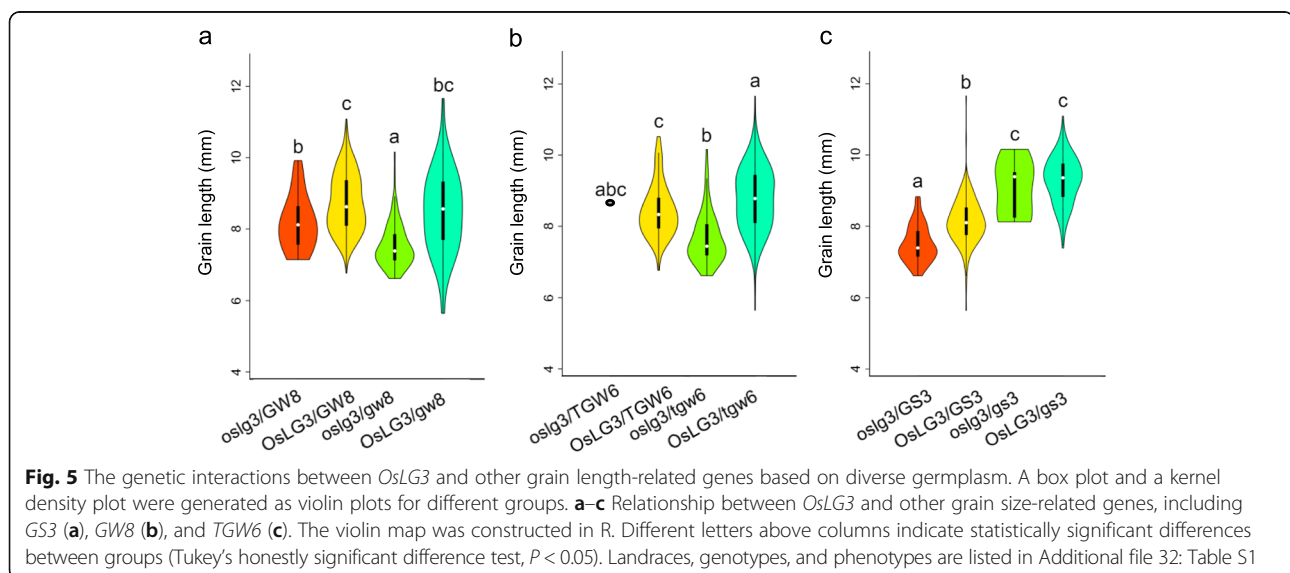 a
Grain length (mm)
12
10
8
6
4
b
c
a
bc
oslg3/GW8
OsLG3/GW8
oslg3/gw8
OsLG3/gw8
b
Grain length (mm)
12
10
8
6
4
abc
c
b
a
oslg3/TGW6
OsLG3/TGW6
oslg3/tgw6
OsLG3/tgw6
c
Grain length (mm)
12
10
8
6
4
a
b
c
c
oslg3/GS3
OsLG3/GS3
oslg3/gs3
OsLG3/gs3
Fig. 5 The genetic interactions between OsLG3 and other grain length-related genes based on diverse germplasm. A box plot and a kernel
density plot were generated as violin plots for different groups. a–c Relationship between OsLG3 and other grain size-related genes, including
GS3 (a), GW8 (b), and TGW6 (c). The violin map was constructed in R. Different letters above columns indicate statistically significant differences
between groups (Tukey's honestly significant difference test, P < 0.05). Landraces, genotypes, and phenotypes are listed in Additional file 32: Table S1